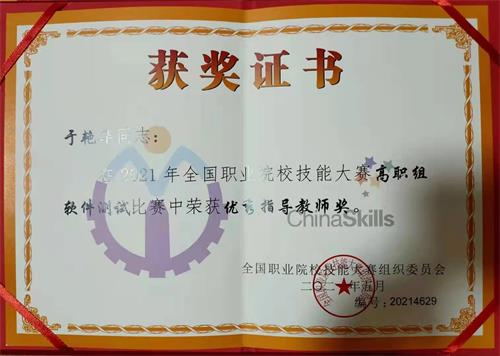 获奖证书
于艳华同志：
在2021年全国职业院校技能大赛高职组
软件测试比赛中荣获优秀指导教师奖。
ChinaSkills
全国职业院校技能大赛组织委员会
二〇二一年五月
编号：20214629